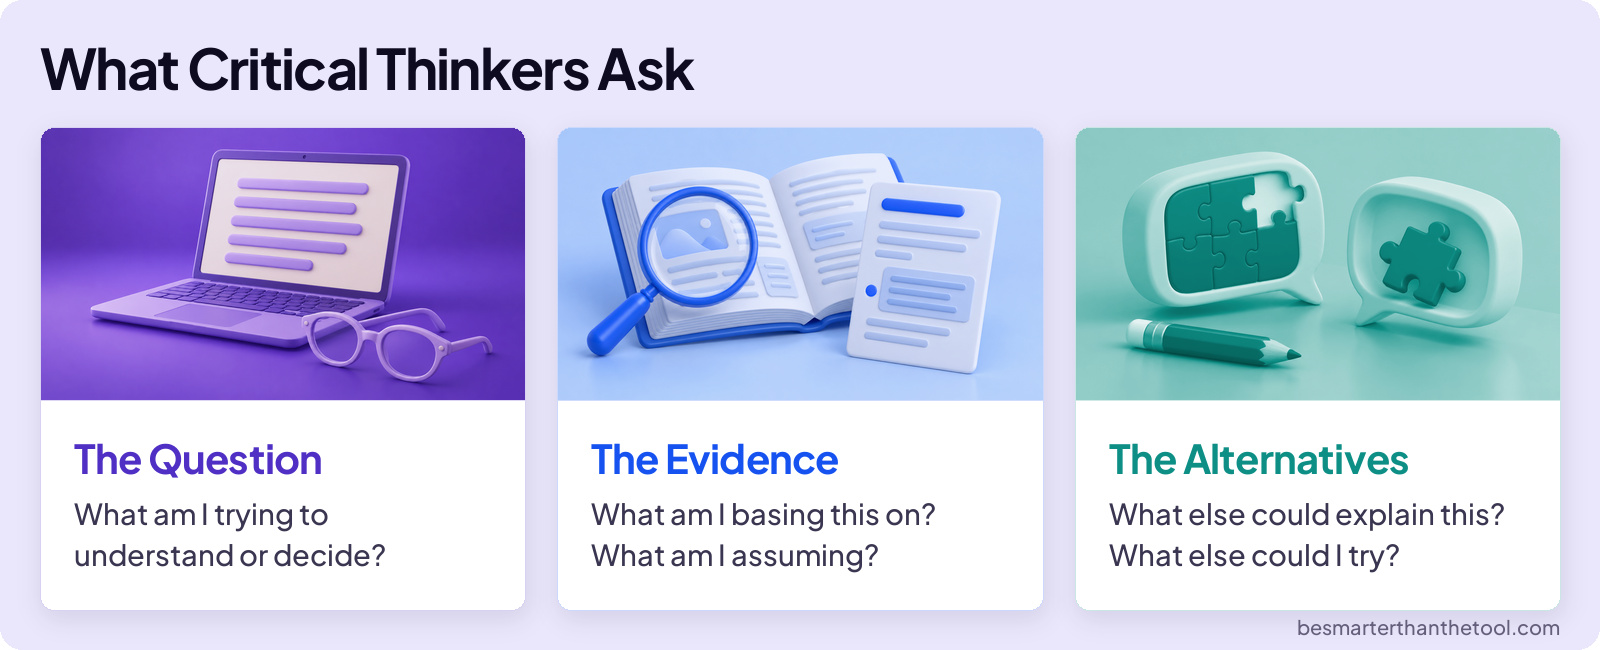 What Critical Thinkers Ask
The Question
What am I trying to
understand or decide?
The Evidence
What am I basing this on?
What am I assuming?
The Alternatives
What else could explain this?
What else could I try?
besmarterthanthetool.com